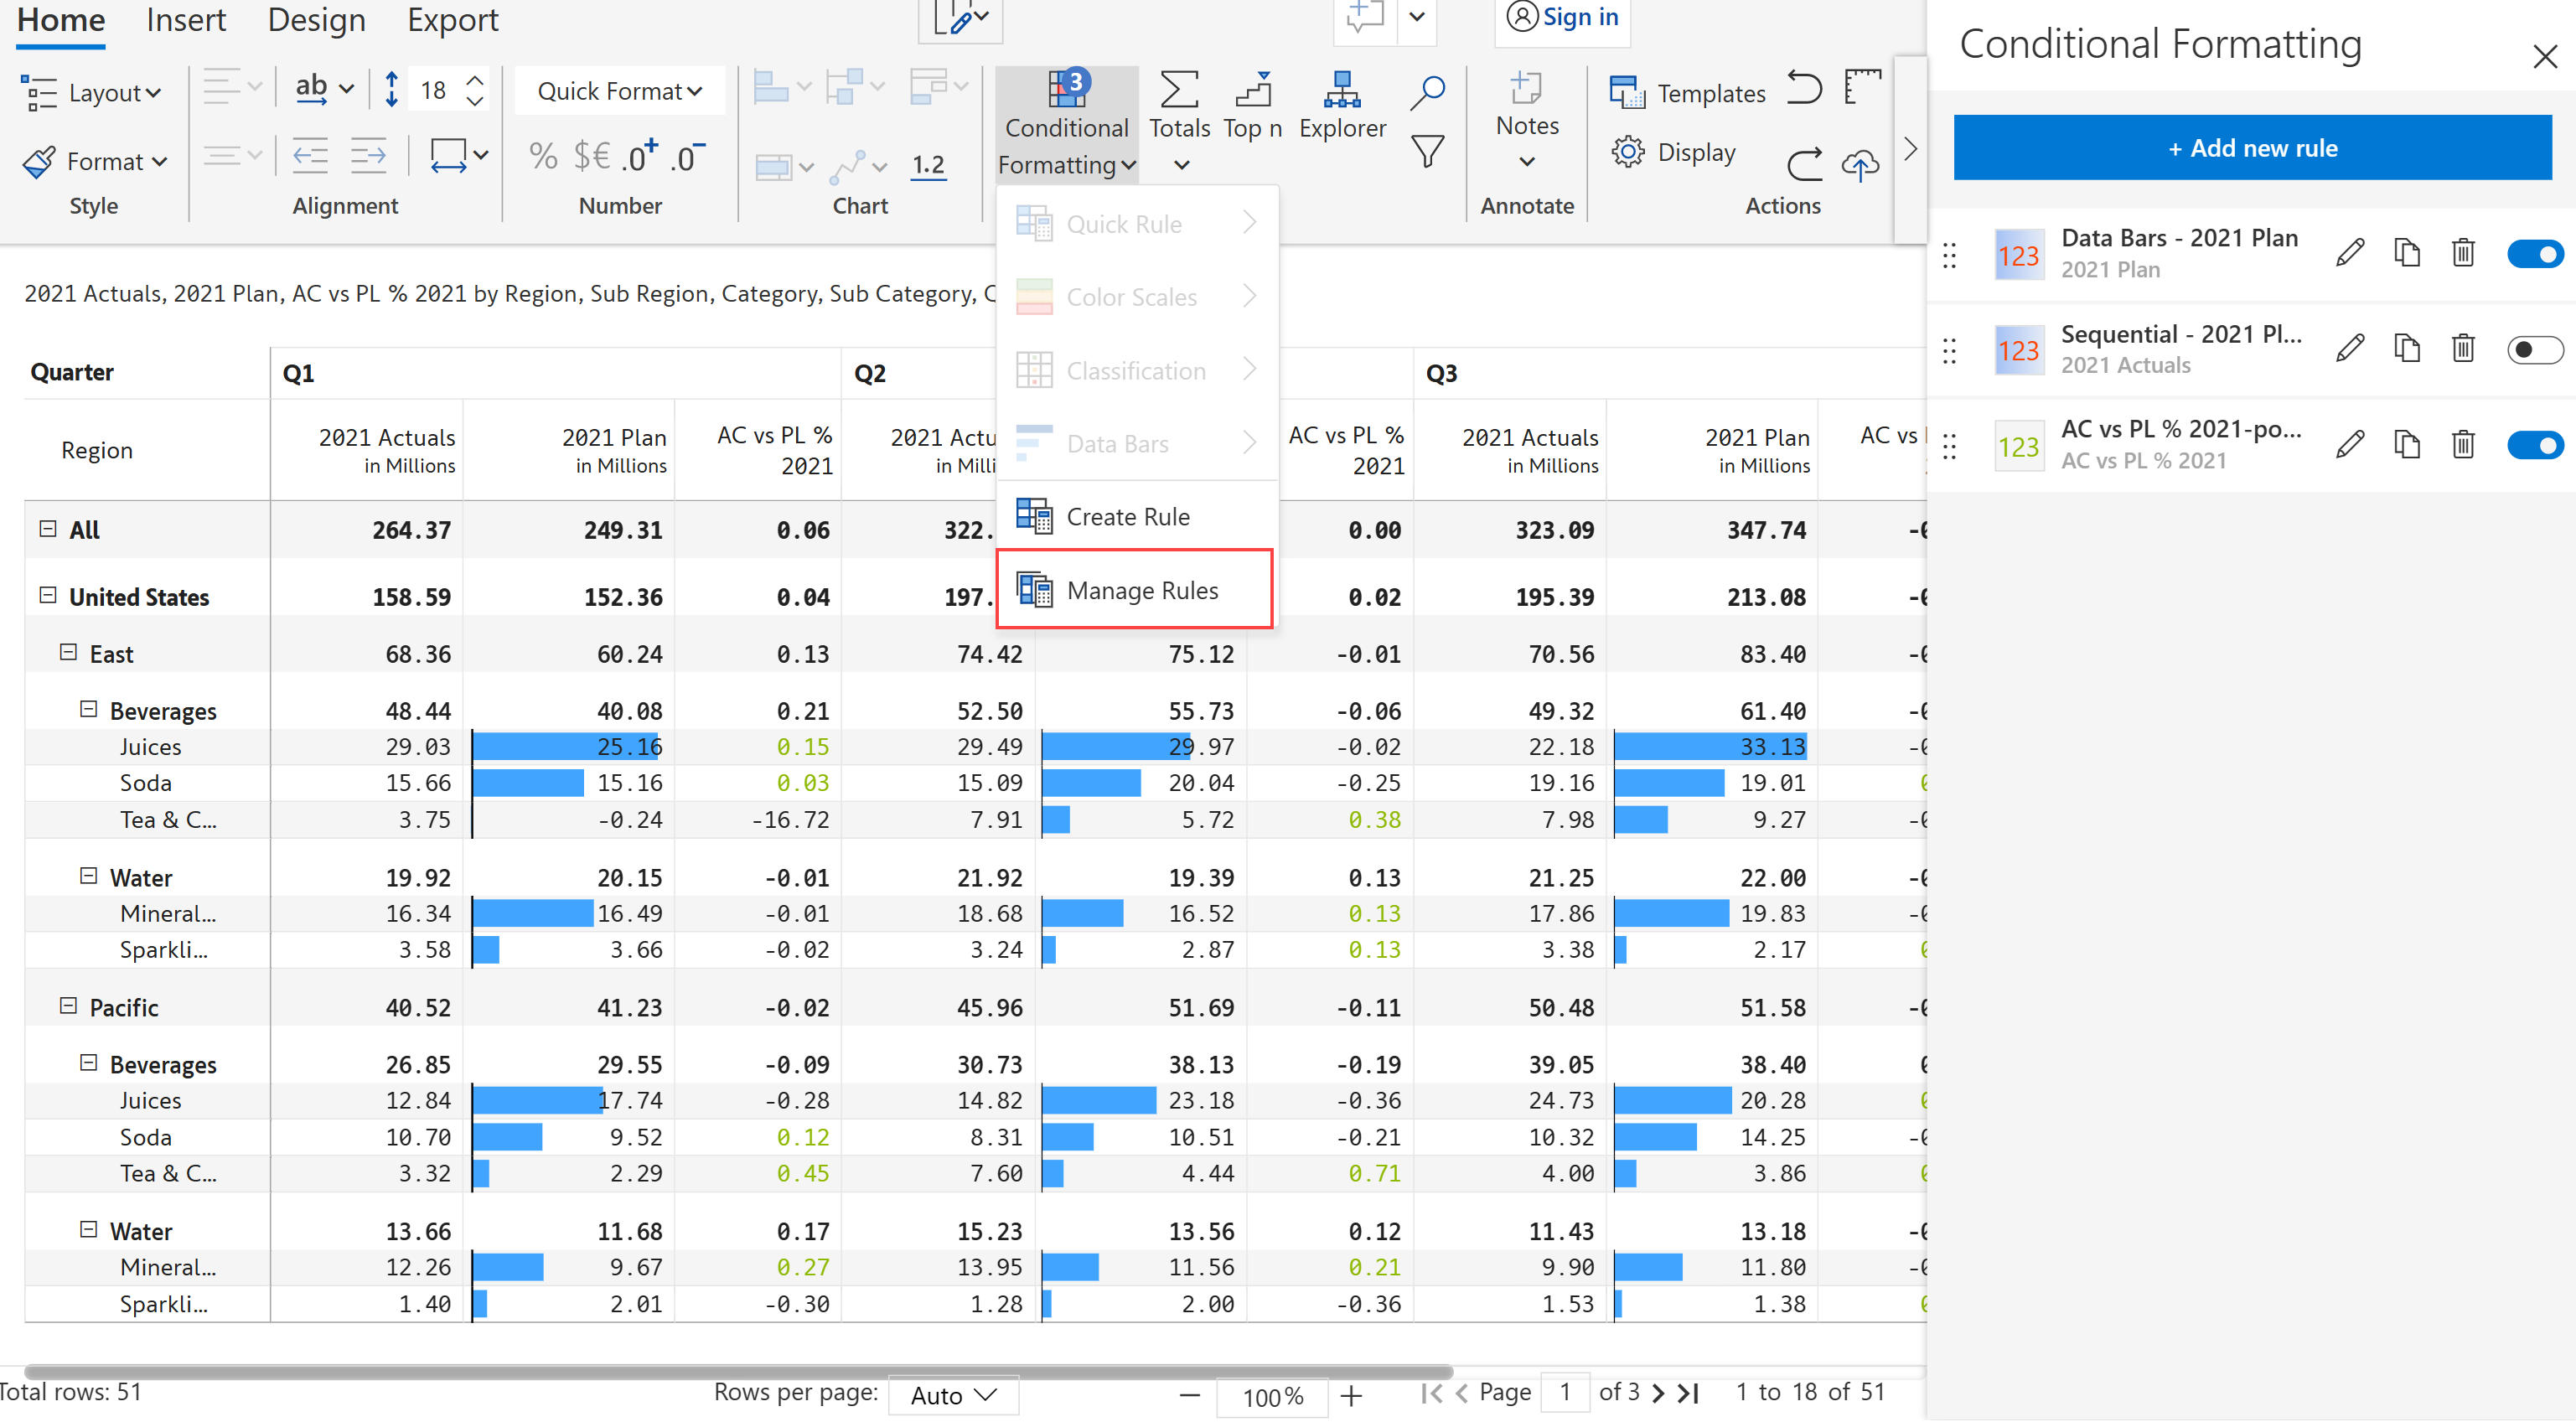 Home Insert Design Export
Sign in
Layout
ab
18
Quick Format
3
Conditional Formatting
Totals
Top n
Explorer
Notes
Templates
Format
% $€ .0+ .0-
1.2
Display
Style
Alignment
Number
Chart
Annotate
Actions
Quick Rule
Color Scales
Classification
Data Bars
Create Rule
Manage Rules
2021 Actuals, 2021 Plan, AC vs PL % 2021 by Region, Sub Region, Category, Sub Category,
Quarter Q1 Q2 Q3
Region 2021 Actuals in Millions 2021 Plan in Millions AC vs PL % 2021 2021 Actu in Milli AC vs PL % 2021 2021 Actuals in Millions 2021 Plan in Millions AC vs
All 264.37 249.31 0.06 322. 0.00 323.09 347.74
United States 158.59 152.36 0.04 197. 0.02 195.39 213.08
East 68.36 60.24 0.13 74.42 75.12 -0.01 70.56 83.40
Beverages 48.44 40.08 0.21 52.50 55.73 -0.06 49.32 61.40
Juices 29.03 25.16 0.15 29.49 29.97 -0.02 22.18 33.13
Soda 15.66 15.16 0.03 15.09 20.04 -0.25 19.16 19.01
Tea & C... 3.75 -0.24 -16.72 7.91 5.72 0.38 7.98 9.27
Water 19.92 20.15 -0.01 21.92 19.39 0.13 21.25 22.00
Mineral... 16.34 16.49 -0.01 18.68 16.52 0.13 17.86 19.83
Sparkli... 3.58 3.66 -0.02 3.24 2.87 0.13 3.38 2.17
Pacific 40.52 41.23 -0.02 45.96 51.69 -0.11 50.48 51.58
Beverages 26.85 29.55 -0.09 30.73 38.13 -0.19 39.05 38.40
Juices 12.84 17.74 -0.28 14.82 23.18 -0.36 24.73 20.28
Soda 10.70 9.52 0.12 8.31 10.51 -0.21 10.32 14.25
Tea & C... 3.32 2.29 0.45 7.60 4.44 0.71 4.00 3.86
Water 13.66 11.68 0.17 15.23 13.56 0.12 11.43 13.18
Mineral... 12.26 9.67 0.27 13.95 11.56 0.21 9.90 11.80
Sparkli... 1.40 2.01 -0.30 1.28 2.00 -0.36 1.53 1.38
Total rows: 51
Rows per page: Auto
100%
Page 1 of 3
1 to 18 of 51
Conditional Formatting
+ Add new rule
123 Data Bars - 2021 Plan
2021 Plan
123 Sequential - 2021 Pl...
2021 Actuals
123 AC vs PL % 2021-po...
AC vs PL % 2021